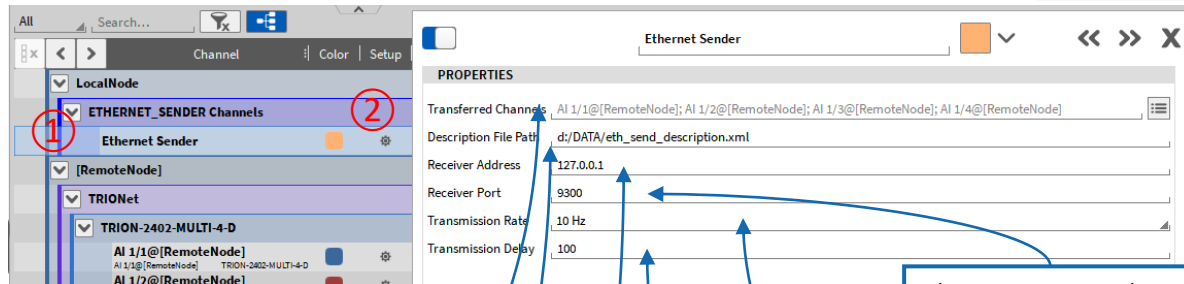 All Search...
Channel Color Setup
LocalNode
ETHERNET_SENDER Channels
1
2
Ethernet Sender
[RemoteNode]
TRIONet
TRION-2402-MULTI-4-D
AI 1/1@[RemoteNode]
AI 1/1@[RemoteNode] TRION-2402-MULTI-4-D
AI 1/2@[RemoteNode]
Ethernet Sender
PROPERTIES
Transferred Channels AI 1/1@[RemoteNode]; AI 1/2@[RemoteNode]; AI 1/3@[RemoteNode]; AI 1/4@[RemoteNode]
Description File Path d:/DATA/eth_send_description.xml
Receiver Address 127.0.0.1
Receiver Port 9300
Transmission Rate 10 Hz
Transmission Delay 100